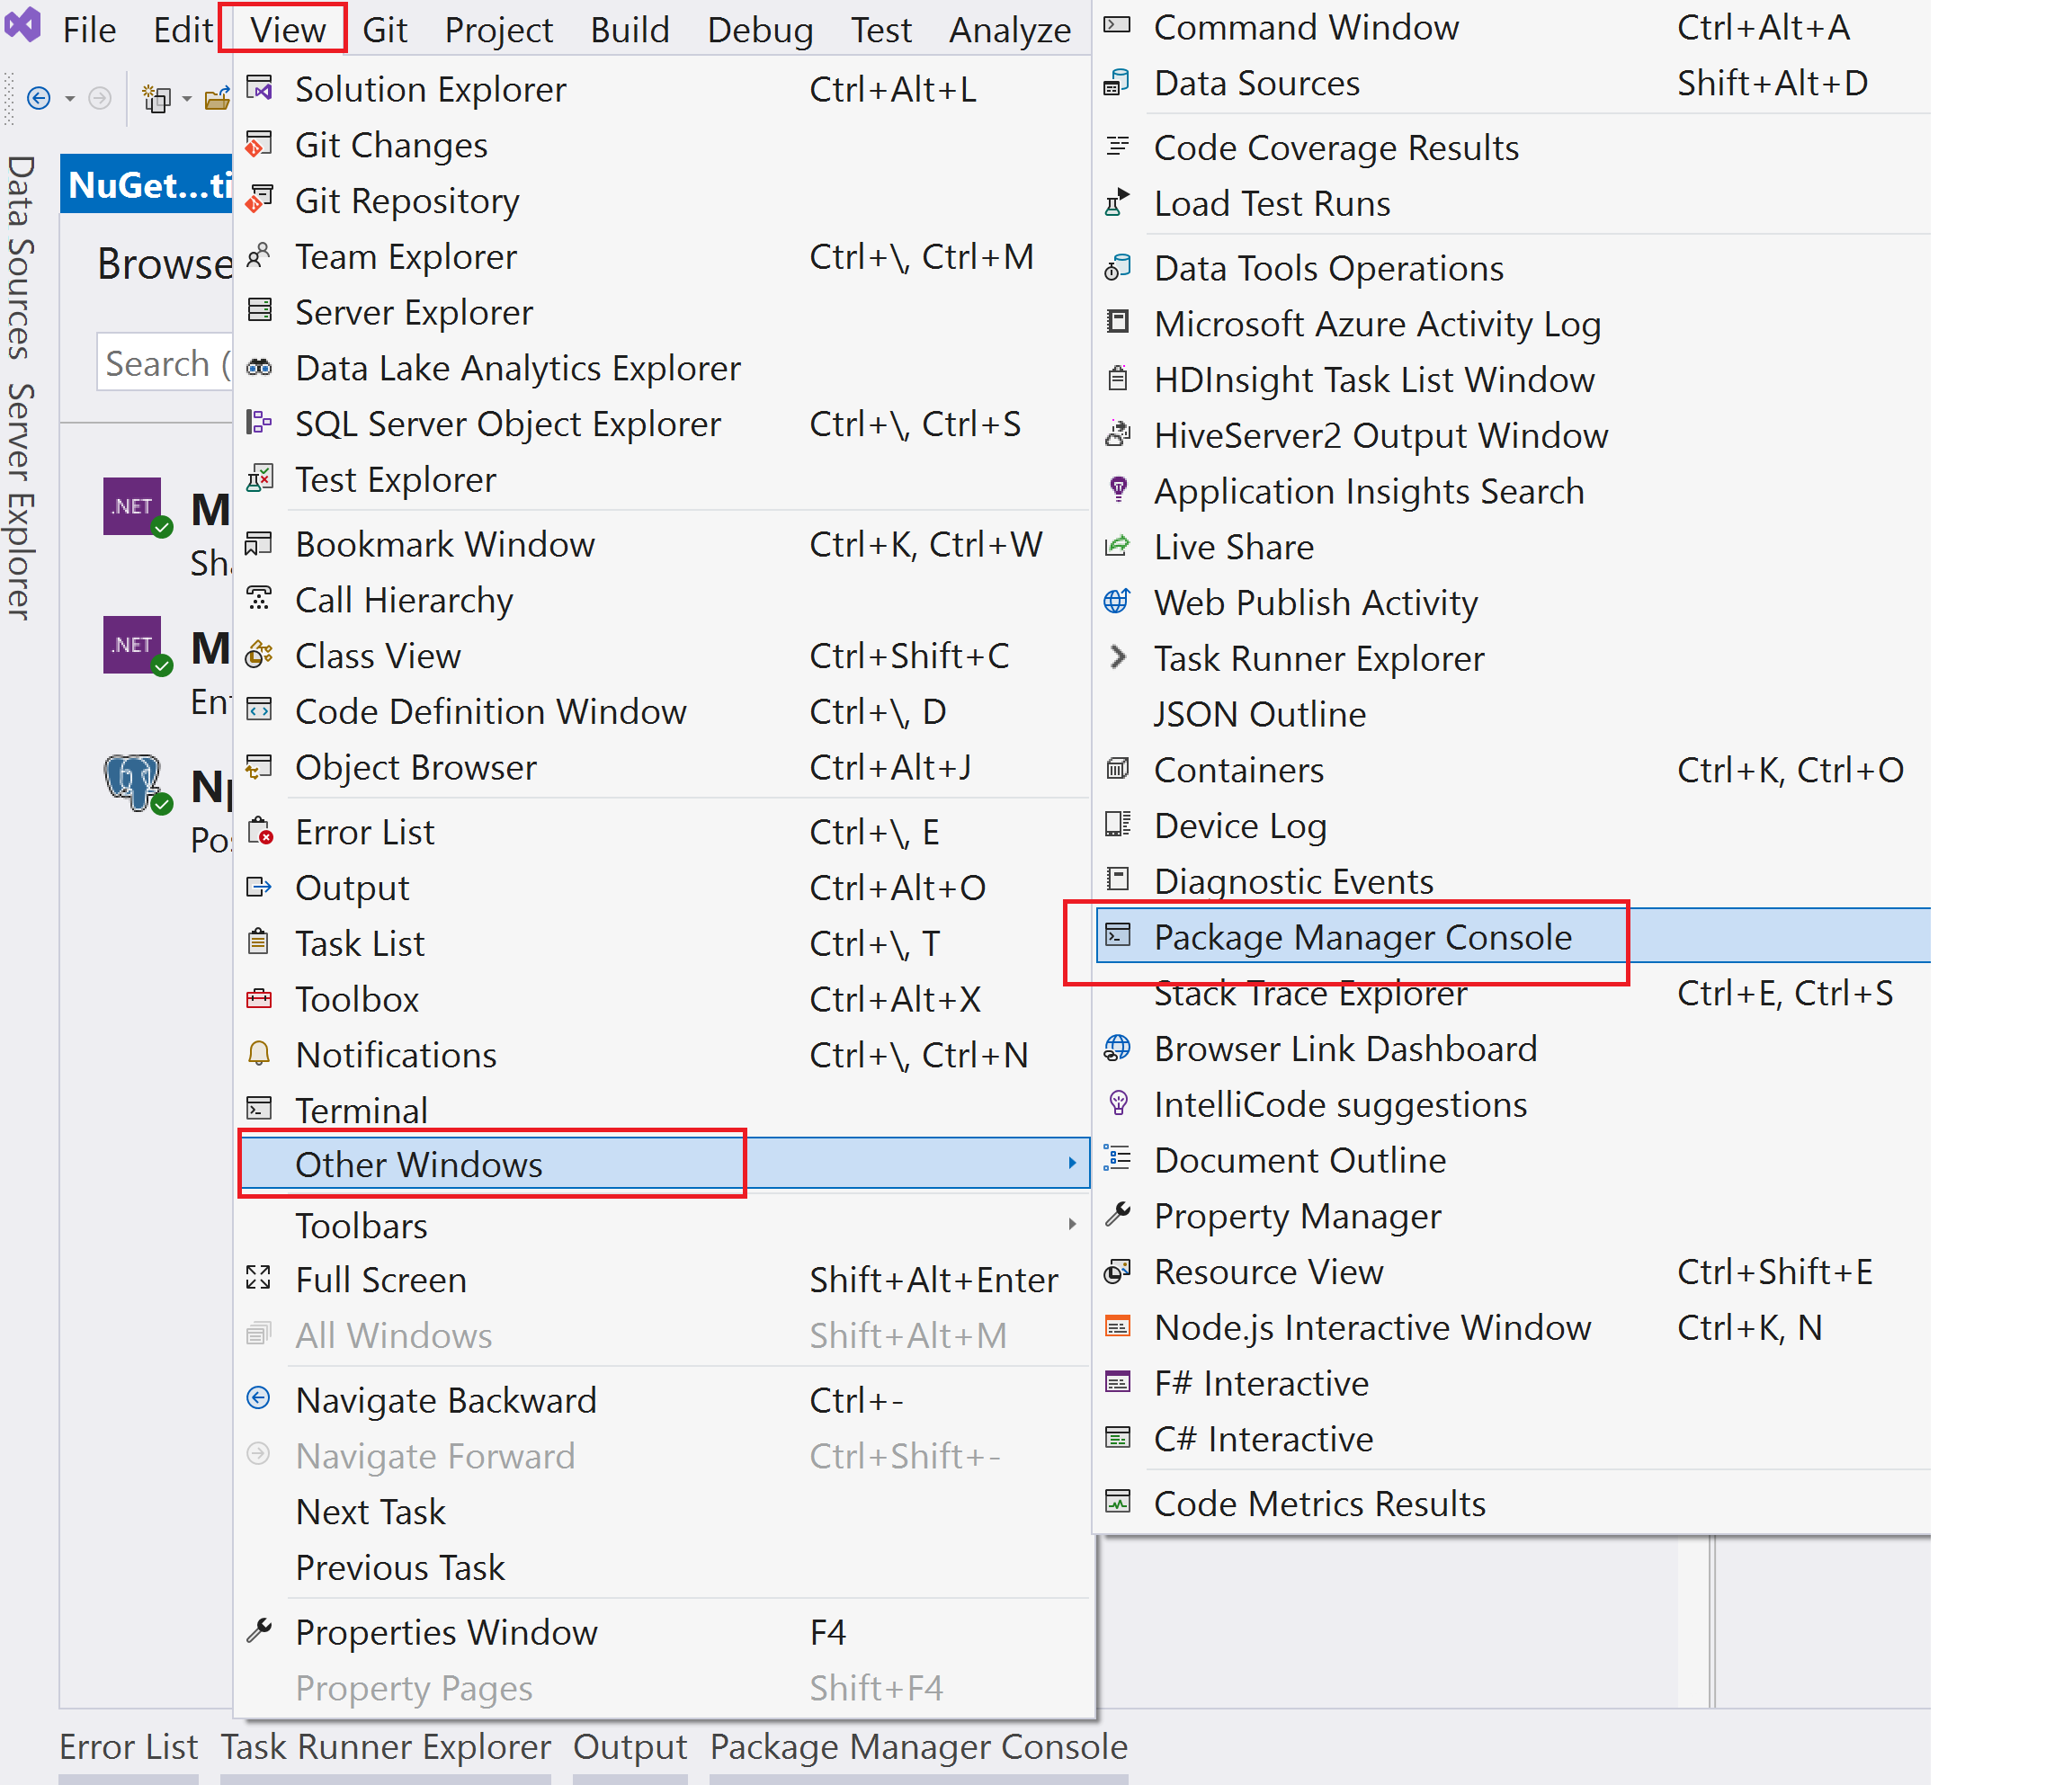 File Edit View Git Project Build Debug Test Analyze
Data Sources
Server Explorer
NuGet...ti
Browse
Search (
.NET
M
Sh
.NET
M
En
Np
Pos
Solution Explorer Ctrl+Alt+L
Git Changes
Git Repository
Team Explorer Ctrl+\, Ctrl+M
Server Explorer
Data Lake Analytics Explorer
SQL Server Object Explorer Ctrl+\, Ctrl+S
Test Explorer
Bookmark Window Ctrl+K, Ctrl+W
Call Hierarchy
Class View Ctrl+Shift+C
Code Definition Window Ctrl+\, D
Object Browser Ctrl+Alt+J
Error List Ctrl+\, E
Output Ctrl+Alt+O
Task List Ctrl+\, T
Toolbox Ctrl+Alt+X
Notifications Ctrl+\, Ctrl+N
Terminal
Other Windows
Toolbars
Full Screen Shift+Alt+Enter
All Windows Shift+Alt+M
Navigate Backward Ctrl+-
Navigate Forward Ctrl+Shift+-
Next Task
Previous Task
Properties Window F4
Property Pages Shift+F4
Command Window Ctrl+Alt+A
Data Sources Shift+Alt+D
Code Coverage Results
Load Test Runs
Data Tools Operations
Microsoft Azure Activity Log
HDInsight Task List Window
HiveServer2 Output Window
Application Insights Search
Live Share
Web Publish Activity
Task Runner Explorer
JSON Outline
Containers Ctrl+K, Ctrl+O
Device Log
Diagnostic Events
Package Manager Console
Stack Trace Explorer Ctrl+E, Ctrl+S
Browser Link Dashboard
IntelliCode suggestions
Document Outline
Property Manager
Resource View Ctrl+Shift+E
Node.js Interactive Window Ctrl+K, N
F# Interactive
C# Interactive
Code Metrics Results
Error List Task Runner Explorer Output Package Manager Console